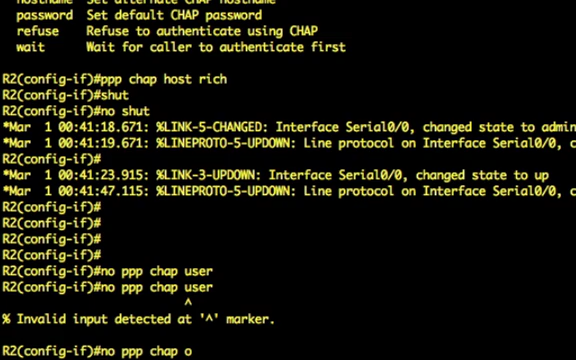 hostname Set alternate CHAP hostname
password Set default CHAP password
refuse Refuse to authenticate using CHAP
wait Wait for caller to authenticate first
R2(config-if)#ppp chap host rich
R2(config-if)#shut
R2(config-if)#no shut
*Mar 1 00:41:18.671: %LINK-5-CHANGED: Interface Serial0/0, changed state to admin
*Mar 1 00:41:19.671: %LINEPROTO-5-UPDOWN: Line protocol on Interface Serial0/0, c
R2(config-if)#
*Mar 1 00:41:23.915: %LINK-3-UPDOWN: Interface Serial0/0, changed state to up
*Mar 1 00:41:47.115: %LINEPROTO-5-UPDOWN: Line protocol on Interface Serial0/0, c
R2(config-if)#
R2(config-if)#
R2(config-if)#
R2(config-if)#
R2(config-if)#no ppp chap user
R2(config-if)#no ppp chap user
^
% Invalid input detected at '^' marker.
R2(config-if)#no ppp chap o